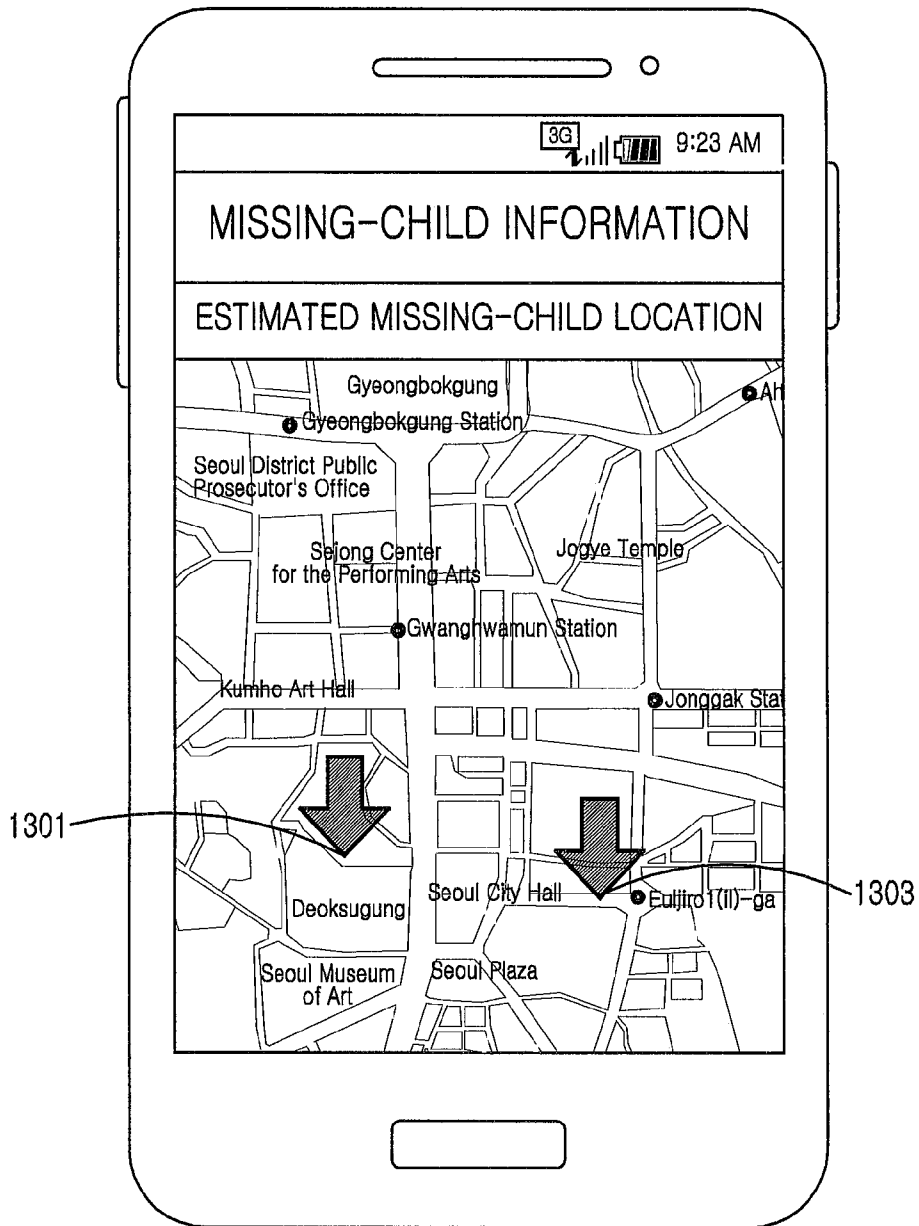 3G
9:23 AM
MISSING-CHILD INFORMATION
ESTIMATED MISSING-CHILD LOCATION
Gyeongbokgung
Ah
Gyeongbokgung Station
Seoul District Public
Prosecutor's Office
Sejong Center
for the Performing Arts
Jogye Temple
Gwanghwamun Station
Kumho Art Hall
Jonggak Stat
1301
1303
Seoul City Hall
Euljiro1(il)-ga
Deoksugung
Seoul Museum
of Art
Seoul Plaza